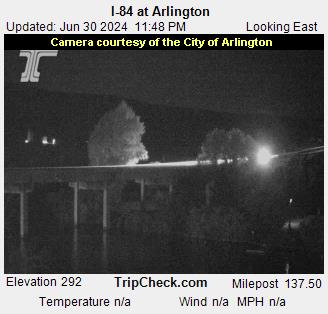 I-84 at Arlington
Updated: Jun 30 2024 11:48 PM Looking East
Camera courtesy of the City of Arlington
Elevation 292 TripCheck.com Milepost 137.50
Temperature n/a Wind n/a MPH n/a